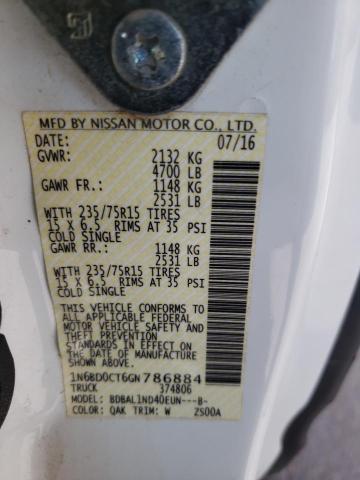 MFD BY NISSAN MOTOR CO., LTD.
DATE: 07/16
GVWR: 2132 KG
4700 LB
GAWR FR.: 1148 KG
2531 LB
WITH 235/75R15 TIRES
15 X 6.5 RIMS AT 35 PSI
COLD SINGLE
GAWR RR.: 1148 KG
2531 LB
WITH 235/75R15 TIRES
15 X 6.5 RIMS AT 35 PSI
COLD SINGLE
THIS VEHICLE CONFORMS TO
ALL APPLICABLE FEDERAL
MOTOR VEHICLE SAFETY AND
THEFT PREVENTION
STANDARDS IN EFFECT ON
THE DATE OF MANUFACTURE
SHOWN ABOVE.
1N6BD0CT6GN786884
TRUCK 374806
MODEL: BDBAL1ND40EUN---B-
COLOR: QAK TRIM: W ZS00A